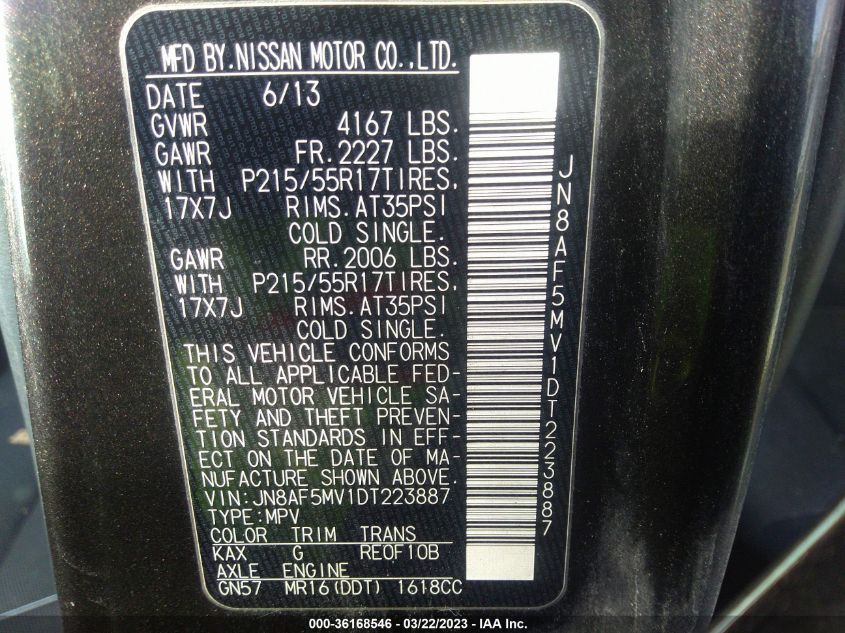 MFD BY.NISSAN MOTOR CO.,LTD.
DATE 6/13
GVWR 4167 LBS.
GAWR FR.2227 LBS.
WITH P215/55R17TIRES,
17X7J RIMS.AT35PSI
COLD SINGLE.
GAWR RR.2006 LBS.
WITH P215/55R17TIRES,
17X7J RIMS.AT35PSI
COLD SINGLE.
THIS VEHICLE CONFORMS
TO ALL APPLICABLE FED-
ERAL MOTOR VEHICLE SA-
FETY AND THEFT PREVEN-
TION STANDARDS IN EFF-
ECT ON THE DATE OF MA-
NUFACTURE SHOWN ABOVE.
VIN:JN8AF5MV1DT223887
TYPE:MPV
COLOR TRIM TRANS
KAX G RE0F10B
AXLE ENGINE
GN57 MR16(DDT) 1618CC
JN8AF5MV1DT223887
000-36168546 - 03/22/2023 - IAA Inc.